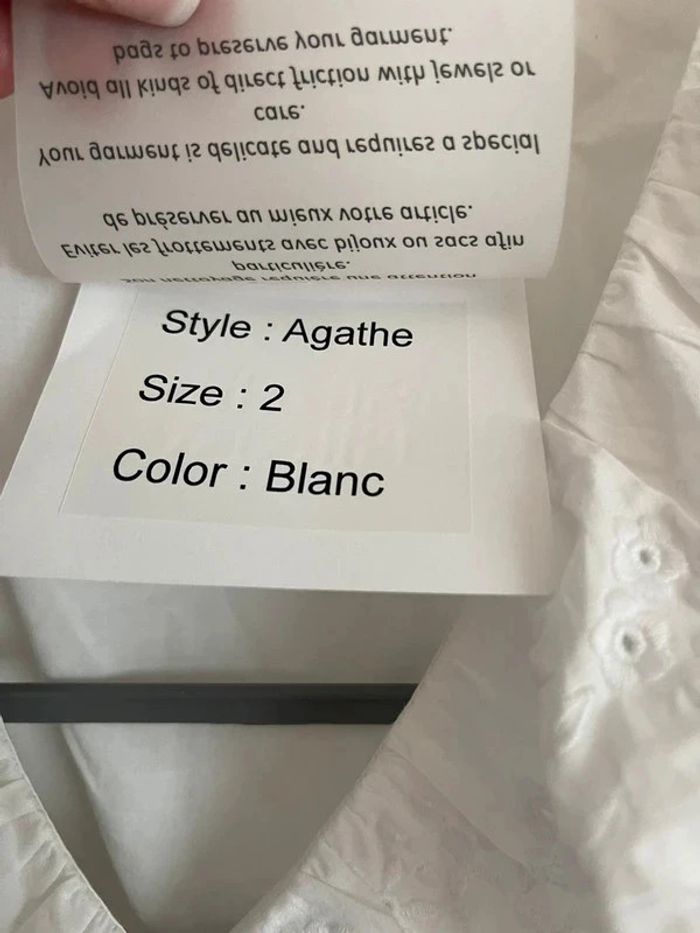 particulière.
Eviter les frottements avec bijoux ou sacs afin
de préserver au mieux votre article.
Your garment is delicate and requires a special
care.
Avoid all kinds of direct friction with jewels or
bags to preserve your garment.
Style : Agathe
Size : 2
Color : Blanc